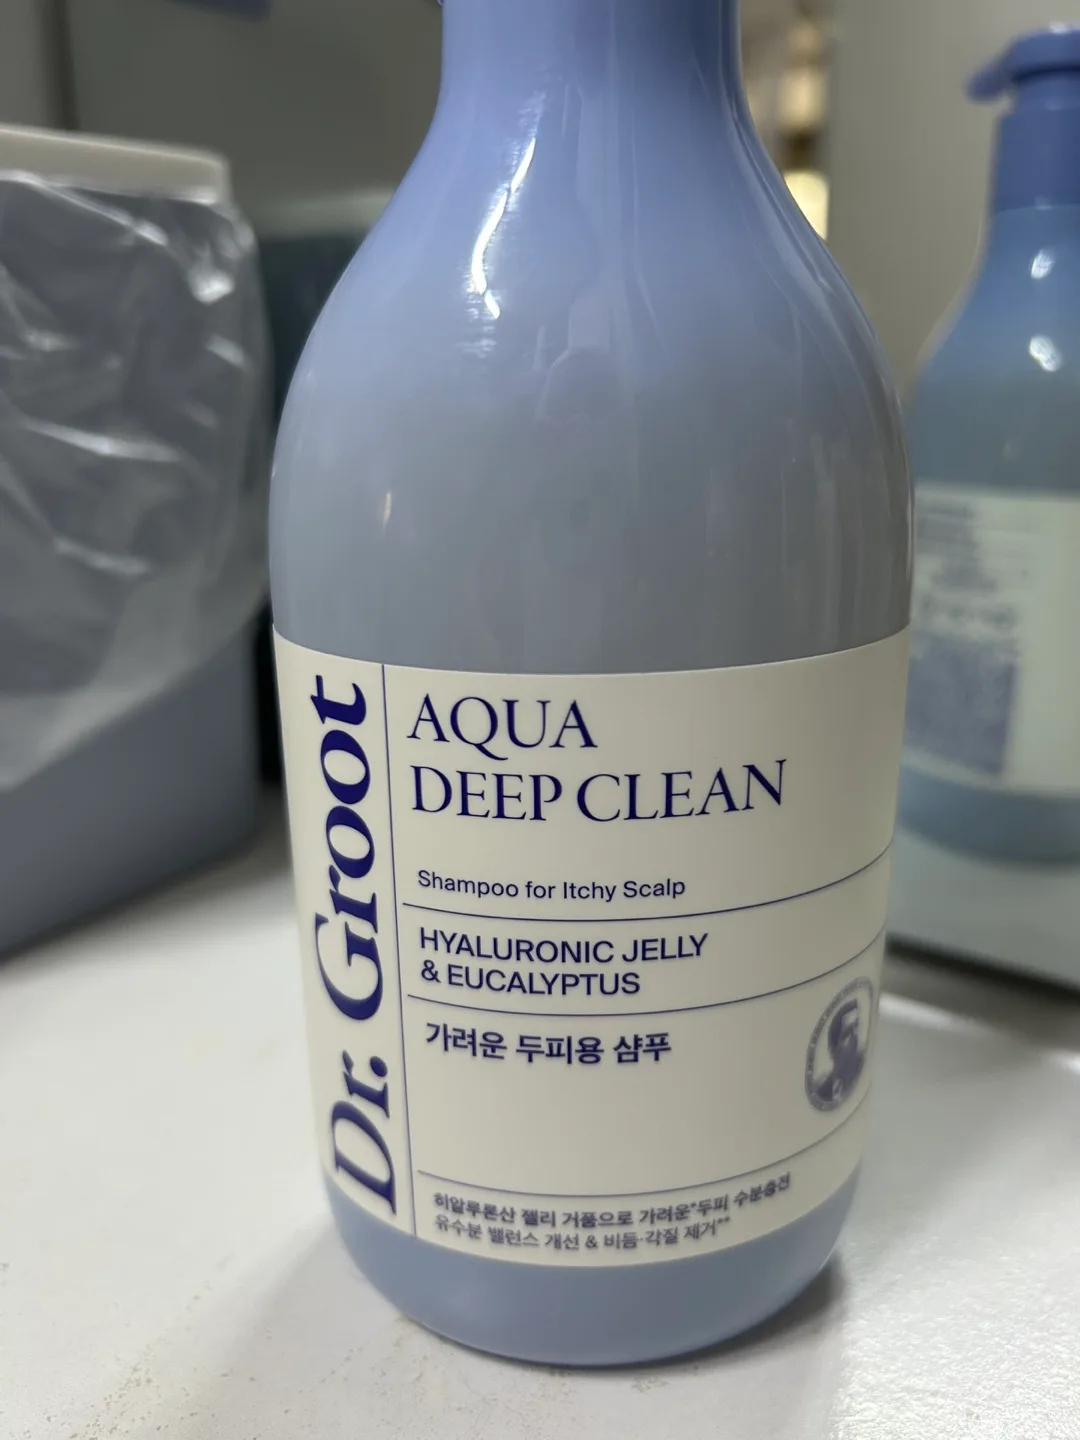 Dr. Groot
AQUA
DEEP CLEAN
Shampoo for Itchy Scalp
HYALURONIC JELLY
& EUCALYPTUS
가려운 두피용 샴푸
히알루론산 젤리 거품으로 가려운*두피 수분충전
유수분 밸런스 개선 & 비듬·각질 제거**